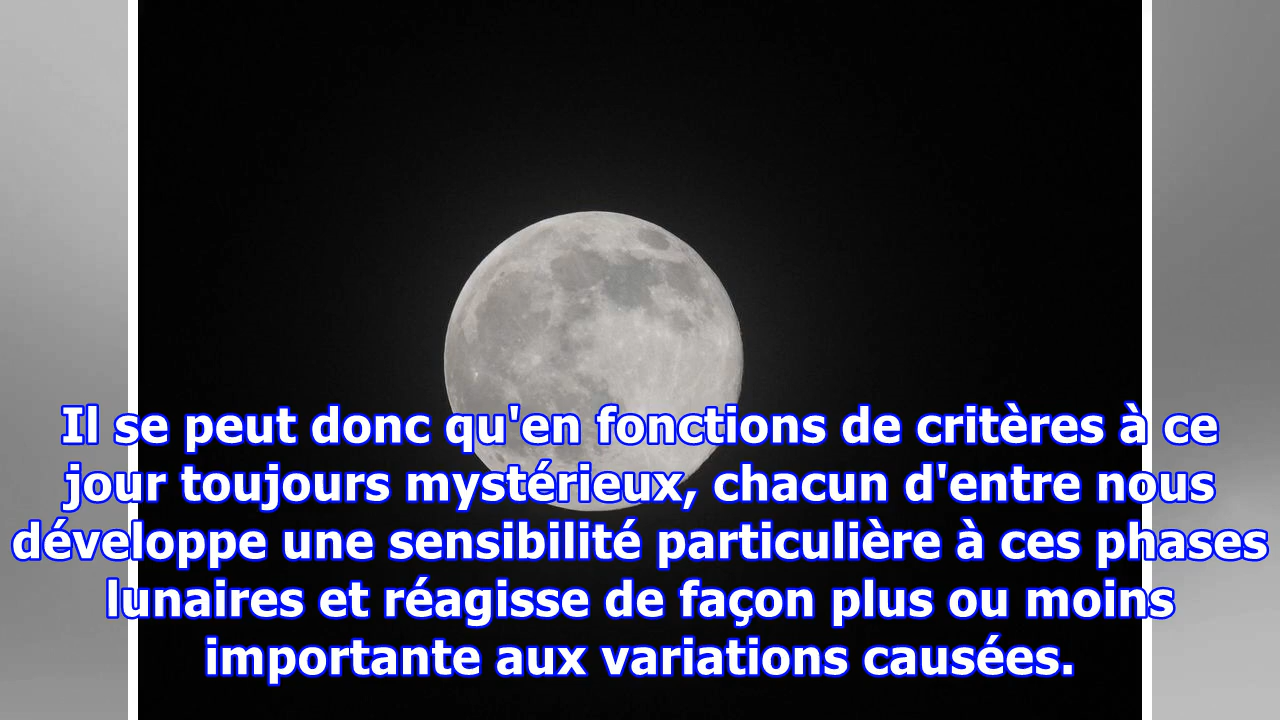 Il se peut donc qu'en fonctions de critères à ce
jour toujours mystérieux, chacun d'entre nous
développe une sensibilité particulière à ces phases
lunaires et réagisse de façon plus ou moins
importante aux variations causées.